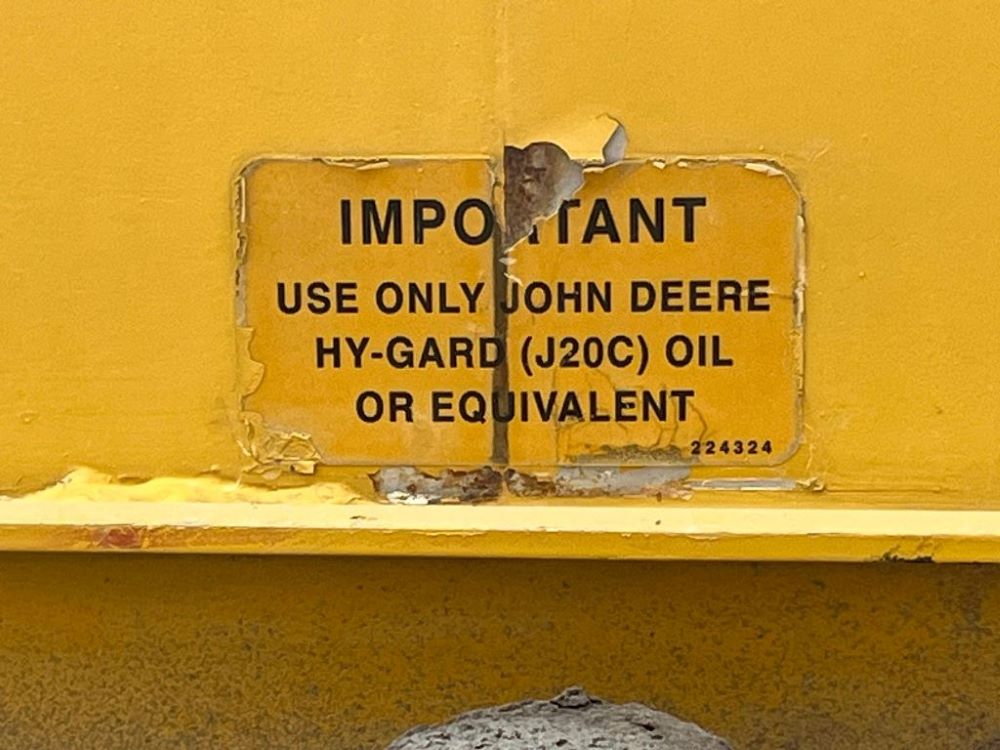 IMPORTANT
USE ONLY JOHN DEERE
HY-GARD (J20C) OIL
OR EQUIVALENT
224324